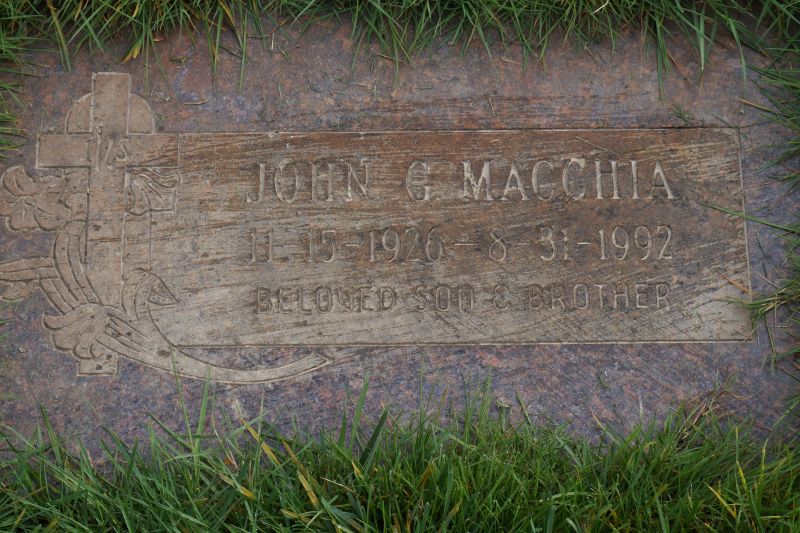 JOHN G MACCHIA
11-15-1926-8-31-1992
BELOVED SON & BROTHER